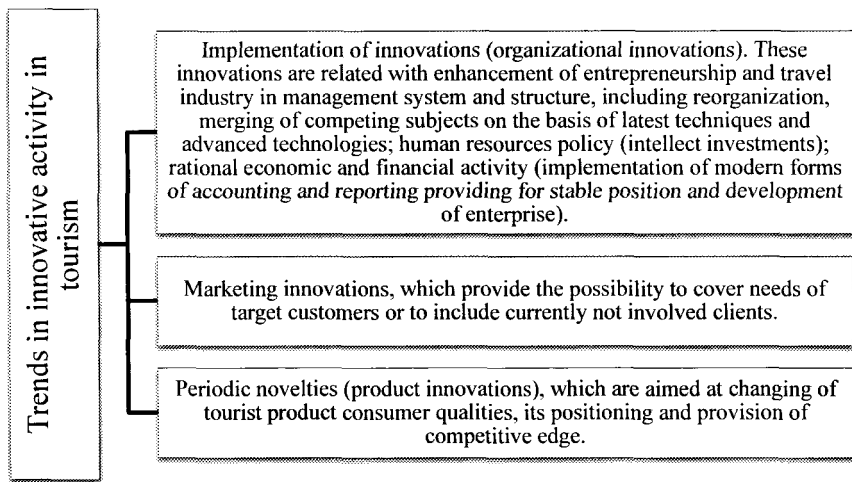 Trends in innovative activity in
tourism
Implementation of innovations (organizational innovations). These
innovations are related with enhancement of entrepreneurship and travel
industry in management system and structure, including reorganization,
merging of competing subjects on the basis of latest techniques and
advanced technologies; human resources policy (intellect investments);
rational economic and financial activity (implementation of modern forms
of accounting and reporting providing for stable position and development
of enterprise).
Marketing innovations, which provide the possibility to cover needs of
target customers or to include currently not involved clients.
Periodic novelties (product innovations), which are aimed at changing of
tourist product consumer qualities, its positioning and provision of
competitive edge.